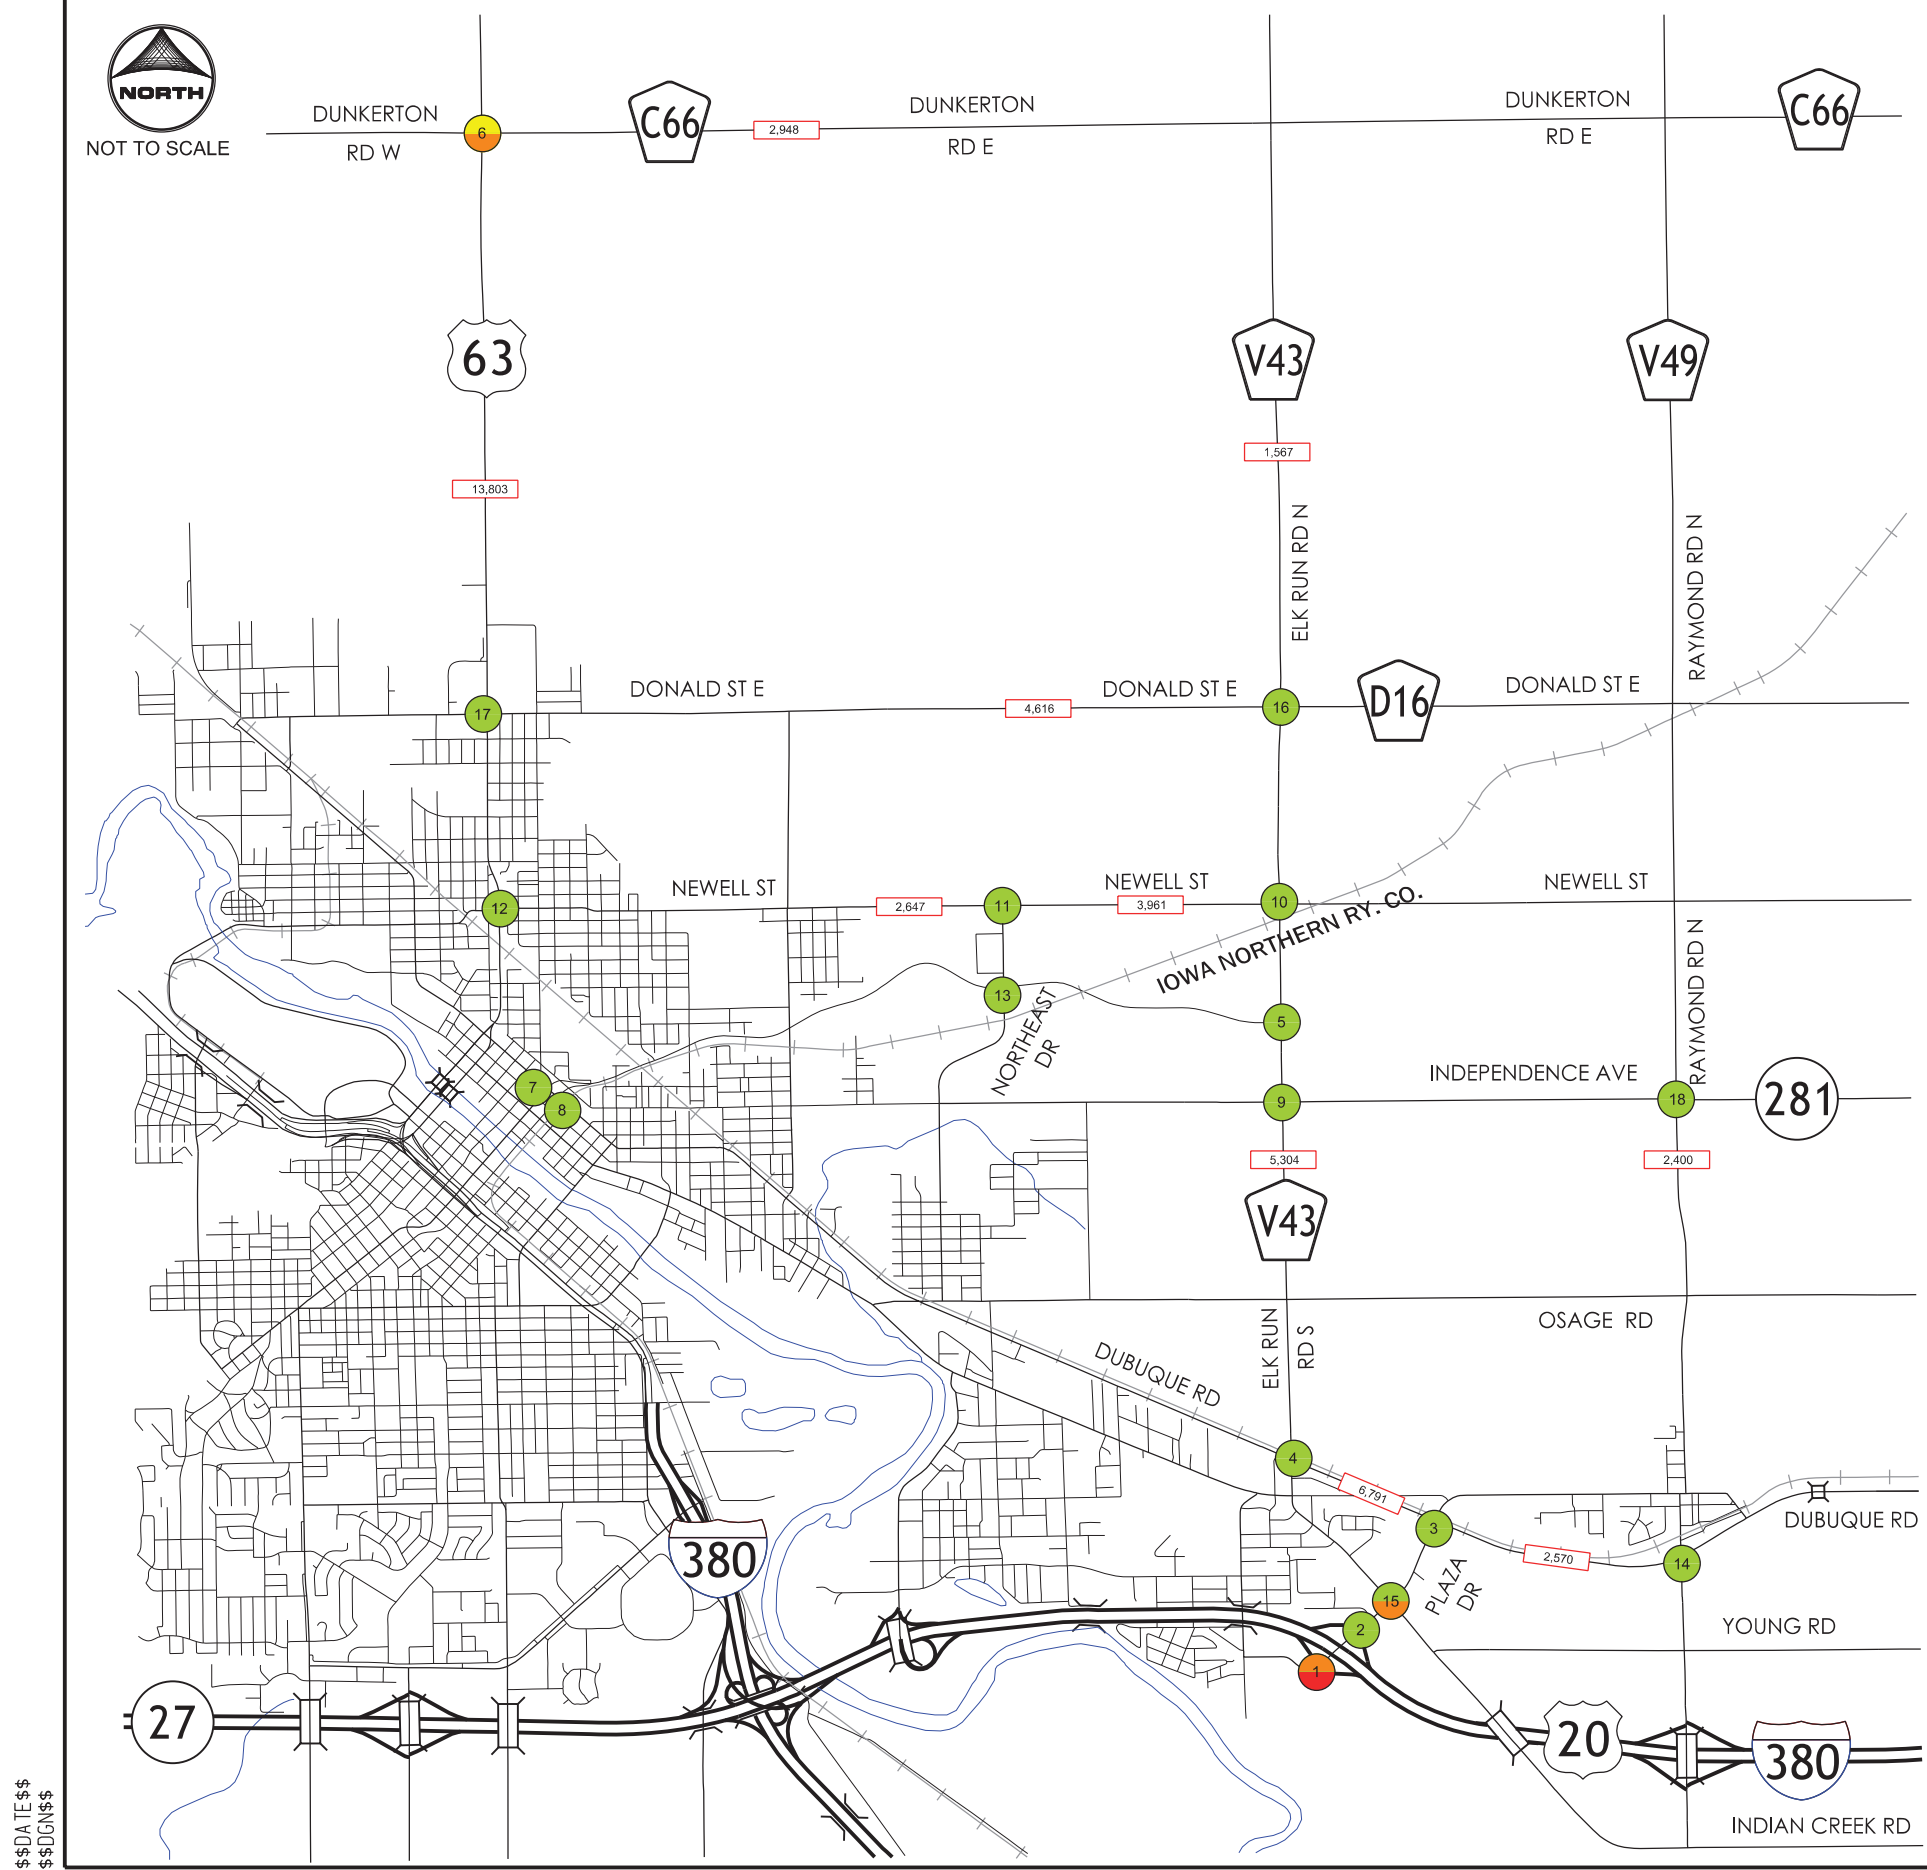 NORTH
NOT TO SCALE
DUNKERTON
RD W
6
C66
2,948
DUNKERTON
RD E
DUNKERTON
RD E
C66
63
V43
V49
13,803
1,567
ELK RUN RD N
RAYMOND RD N
17
DONALD ST E
4,616
DONALD ST E
16
D16
DONALD ST E
12
NEWELL ST
2,647
11
NEWELL ST
3,961
10
NEWELL ST
IOWA NORTHERN RY. CO.
13
NORTHEAST
DR
5
RAYMOND RD N
7
8
9
INDEPENDENCE AVE
18
281
5,304
2,400
V43
OSAGE RD
ELK RUN
RD S
DUBUQUE RD
4
6,791
3
2,570
14
DUBUQUE RD
380
PLAZA
DR
15
2
1
YOUNG RD
27
20
380
INDIAN CREEK RD
$$DATE$$
$$DGN$$